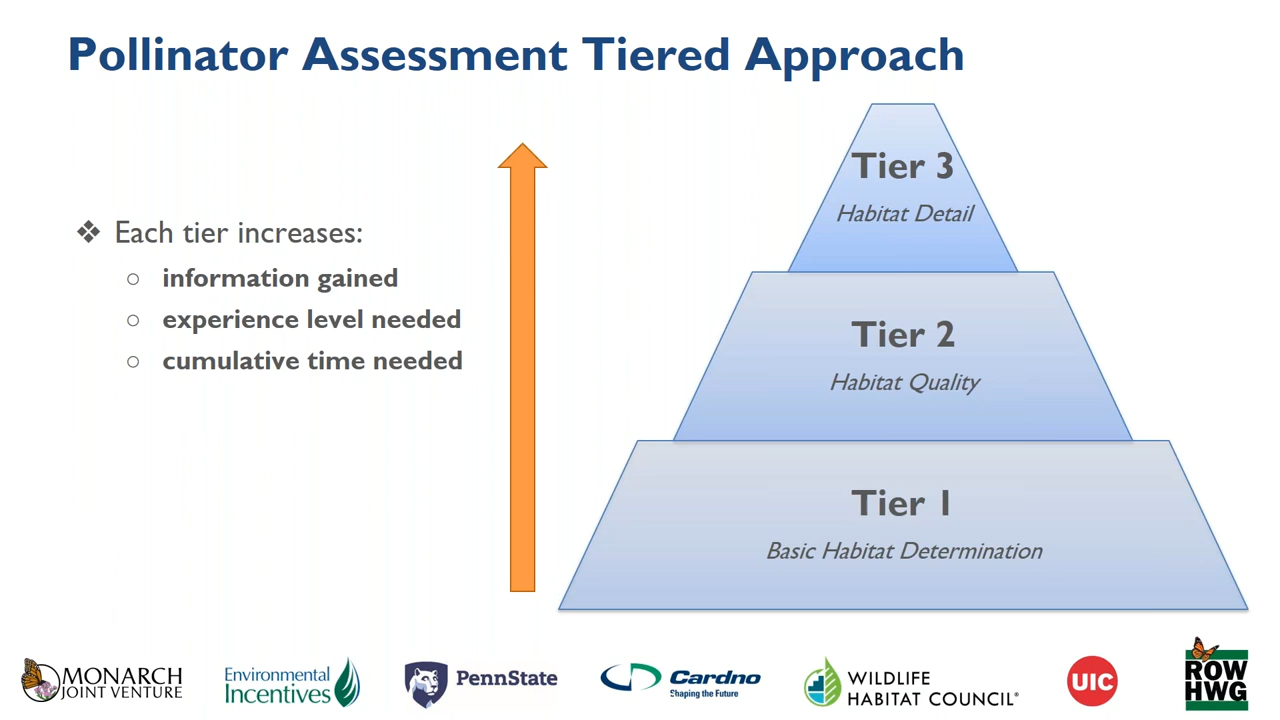 Pollinator Assessment Tiered Approach
❖ Each tier increases:
○ information gained
○ experience level needed
○ cumulative time needed
Tier 3
Habitat Detail
Tier 2
Habitat Quality
Tier 1
Basic Habitat Determination
MONARCH
JOINT VENTURE
Environmental
Incentives
PennState
Cardno
Shaping the Future
WILDLIFE
HABITAT COUNCIL®
UIC
ROW
HWG